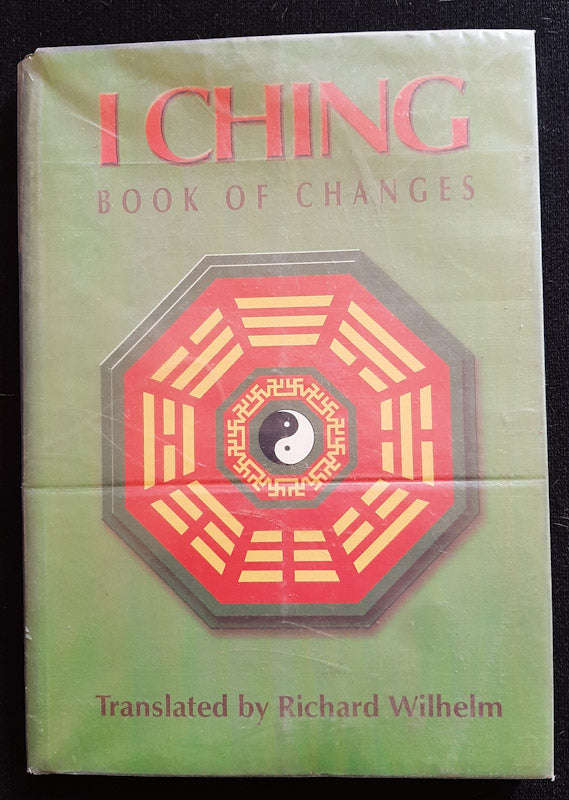 I CHING
BOOK OF CHANGES
Translated by Richard Wilhelm